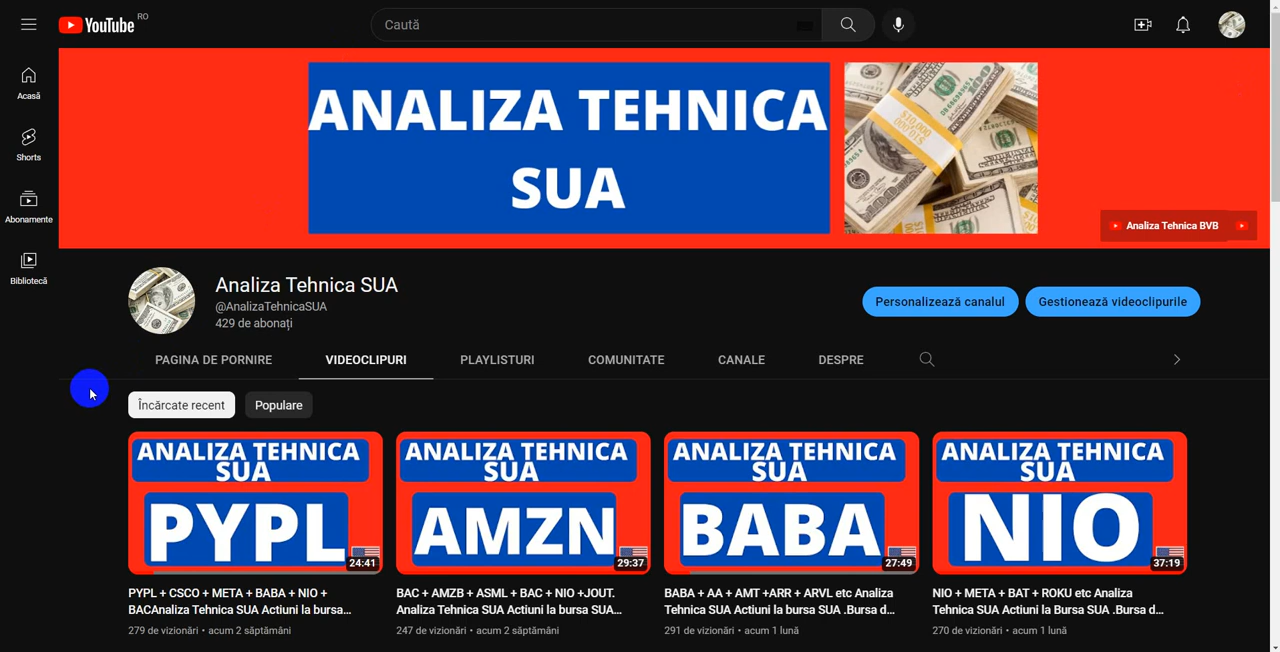 YouTube RO
Caută
Acasă
Shorts
Abonamente
Bibliotecă
ANALIZA TEHNICA
SUA
Analiza Tehnica BVB
Analiza Tehnica SUA
@AnalizaTehnicaSUA
429 de abonați
Personalizează canalul
Gestionează videoclipurile
PAGINA DE PORNIRE
VIDEOCLIPURI
PLAYLISTURI
COMUNITATE
CANALE
DESPRE
Încărcate recent
Populare
ANALIZA TEHNICA
SUA
PYPL
24:41
PYPL + CSCO + META + BABA + NIO +
BACAnaliza Tehnica SUA Actiuni la bursa...
279 de vizionări • acum 2 săptămâni
ANALIZA TEHNICA
SUA
AMZN
29:37
BAC + AMZB + ASML + BAC + NIO +JOUT.
Analiza Tehnica SUA Actiuni la bursa SUA...
247 de vizionări • acum 2 săptămâni
ANALIZA TEHNICA
SUA
BABA
27:49
BABA + AA + AMT +ARR + ARVL etc Analiza
Tehnica SUA Actiuni la bursa SUA .Bursa d...
291 de vizionări • acum 1 lună
ANALIZA TEHNICA
SUA
NIO
37:19
NIO + META + BAT + ROKU etc Analiza
Tehnica SUA Actiuni la Bursa SUA .Bursa d...
270 de vizionări • acum 1 lună